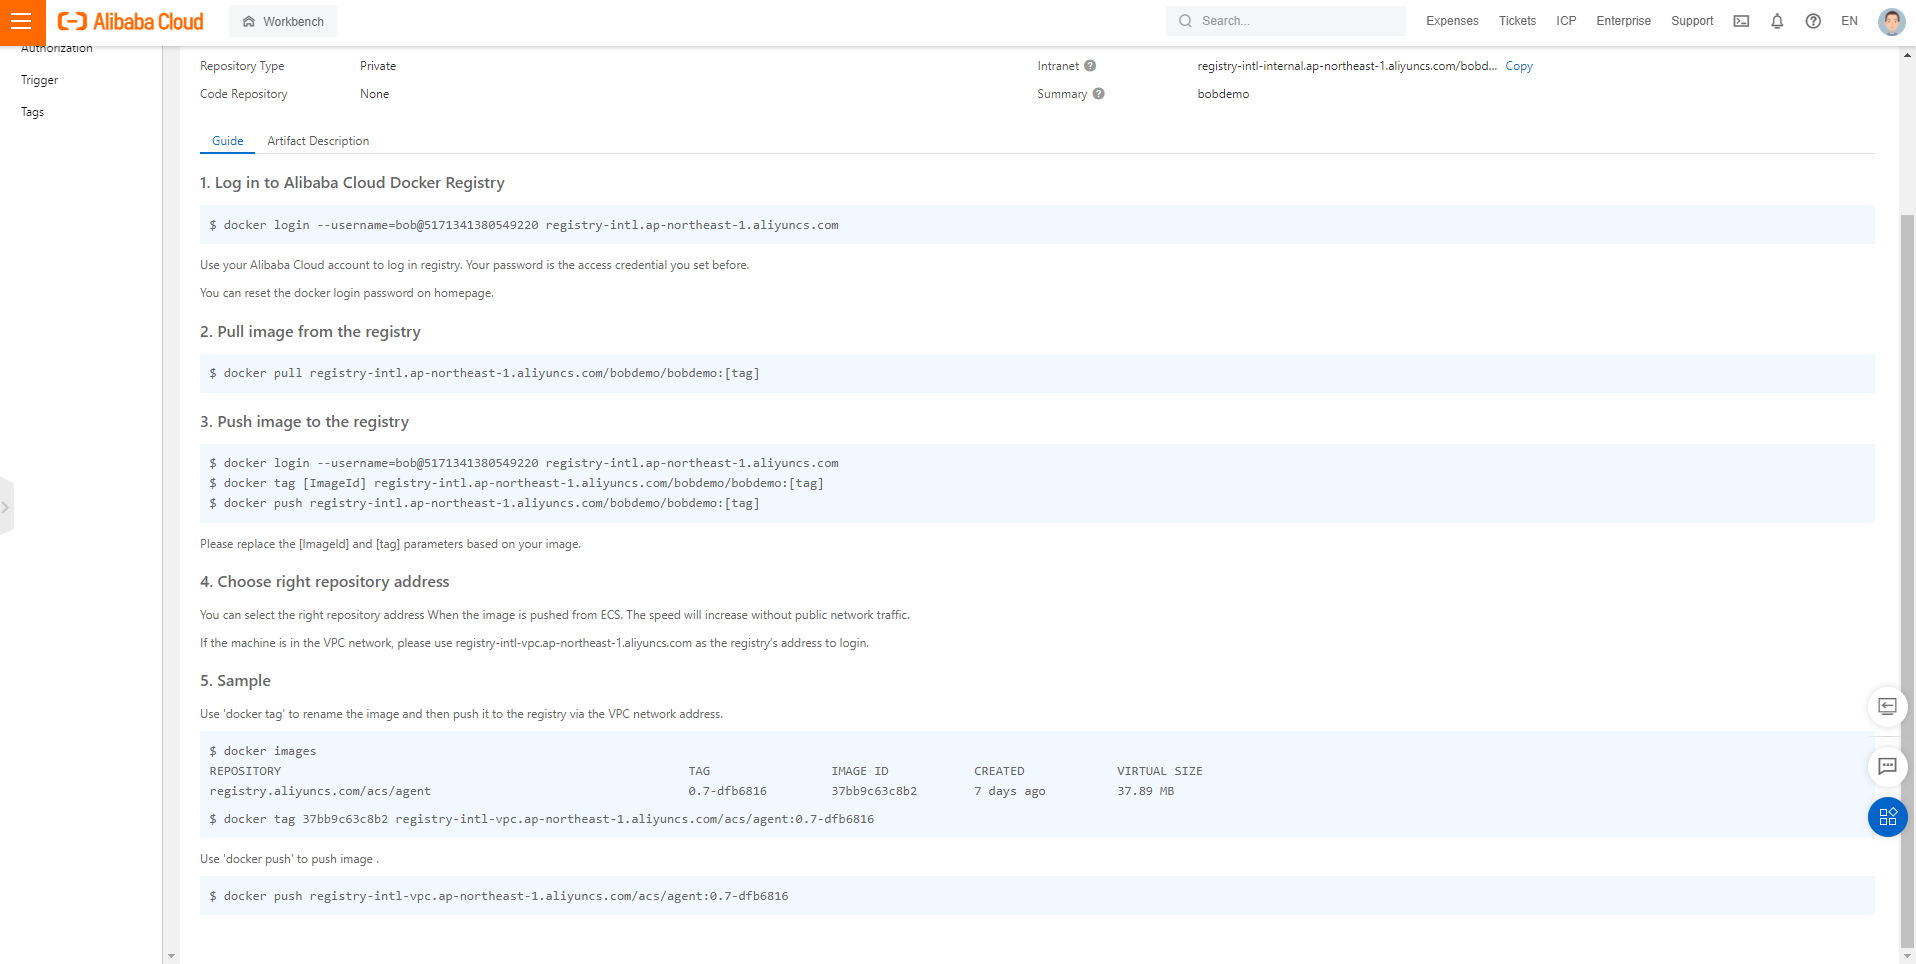 Alibaba Cloud
Workbench
Search...
Expenses
Tickets
ICP
Enterprise
Support
EN
Authorization
Trigger
Tags
Repository Type Private
Intranet registry-intl-internal.ap-northeast-1.aliyuncs.com/bobd... Copy
Code Repository None
Summary bobdemo
Guide Artifact Description
1. Log in to Alibaba Cloud Docker Registry
$ docker login --username=bob@5171341380549220 registry-intl.ap-northeast-1.aliyuncs.com
Use your Alibaba Cloud account to log in registry. Your password is the access credential you set before.
You can reset the docker login password on homepage.
2. Pull image from the registry
$ docker pull registry-intl.ap-northeast-1.aliyuncs.com/bobdemo/bobdemo:[tag]
3. Push image to the registry
$ docker login --username=bob@5171341380549220 registry-intl.ap-northeast-1.aliyuncs.com
$ docker tag [ImageId] registry-intl.ap-northeast-1.aliyuncs.com/bobdemo/bobdemo:[tag]
$ docker push registry-intl.ap-northeast-1.aliyuncs.com/bobdemo/bobdemo:[tag]
Please replace the [ImageId] and [tag] parameters based on your image.
4. Choose right repository address
You can select the right repository address When the image is pushed from ECS. The speed will increase without public network traffic.
If the machine is in the VPC network, please use registry-intl-vpc.ap-northeast-1.aliyuncs.com as the registry's address to login.
5. Sample
Use 'docker tag' to rename the image and then push it to the registry via the VPC network address.
$ docker images
REPOSITORY TAG IMAGE ID CREATED VIRTUAL SIZE
registry.aliyuncs.com/acs/agent 0.7-dfb6816 37bb9c63c8b2 7 days ago 37.89 MB
$ docker tag 37bb9c63c8b2 registry-intl-vpc.ap-northeast-1.aliyuncs.com/acs/agent:0.7-dfb6816
Use 'docker push' to push image .
$ docker push registry-intl-vpc.ap-northeast-1.aliyuncs.com/acs/agent:0.7-dfb6816